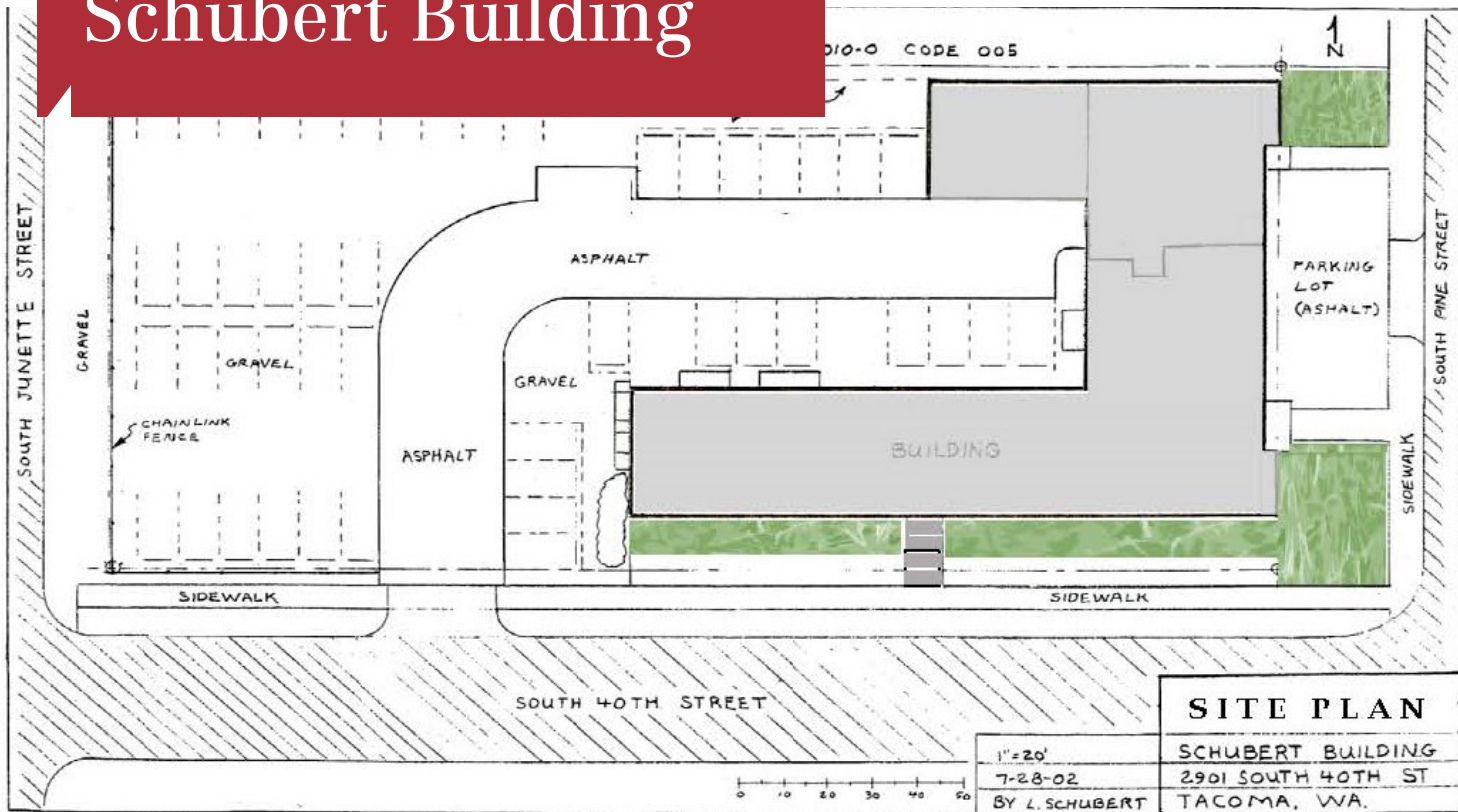 Schubert Building
010-0 CODE 005
N
SOUTH JUNETTE STREET
GRAVEL
ASPHALT
PARKING
LOT
(ASHALT)
SOUTH PINE STREET
GRAVEL
GRAVEL
CHAINLINK
FENCE
ASPHALT
BUILDING
SIDEWALK
SIDEWALK
SIDEWALK
SOUTH 40TH STREET
SITE PLAN
1"=20'
SCHUBERT BUILDING
7-28-02
2901 SOUTH 40TH ST
BY L. SCHUBERT
TACOMA, WA.
0 10 20 30 40 50